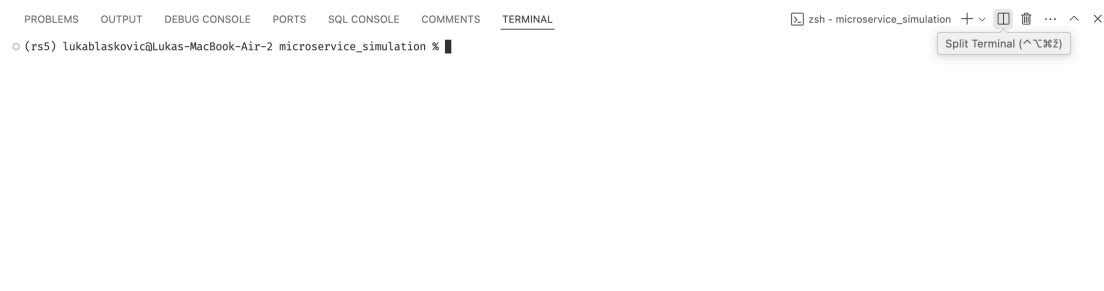 PROBLEMS OUTPUT DEBUG CONSOLE PORTS SQL CONSOLE COMMENTS TERMINAL zsh - microservice_simulation
(rs5) lukablaskovic@Lukas-MacBook-Air-2 microservice_simulation %
Split Terminal (^⌥⌘ž)